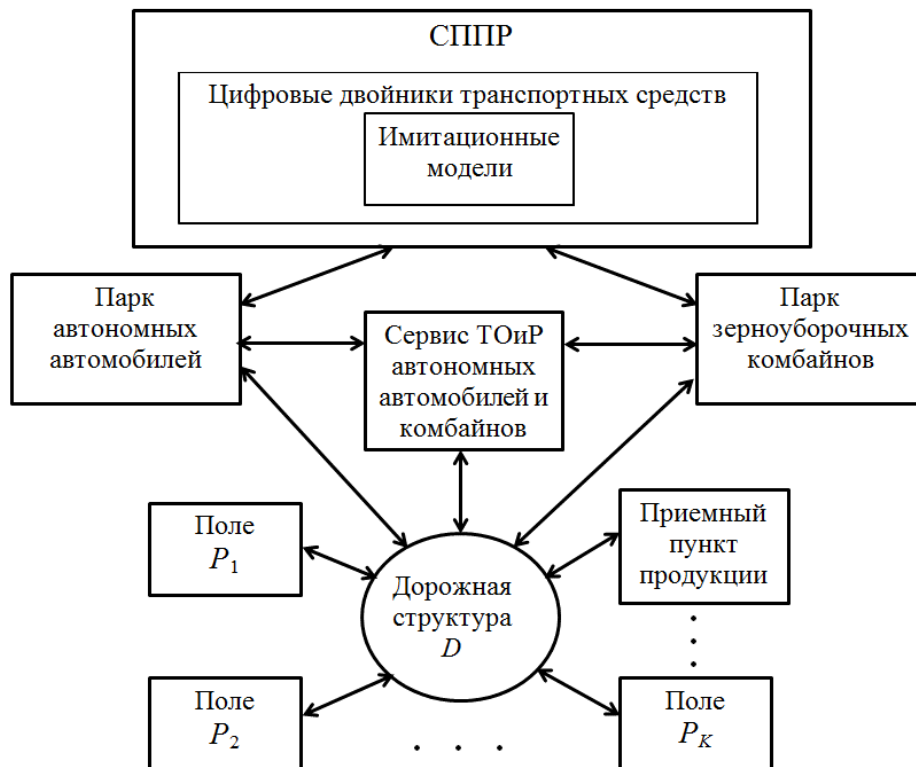 СППР
Цифровые двойники транспортных средств
Имитационные
модели
Парк
автономных
автомобилей
Сервис ТОиР
автономных
автомобилей и
комбайнов
Парк
зерноуборочных
комбайнов
Поле
P1
Дорожная
структура
D
Приемный
пункт
продукции
Поле
P2
. . .
Поле
PK